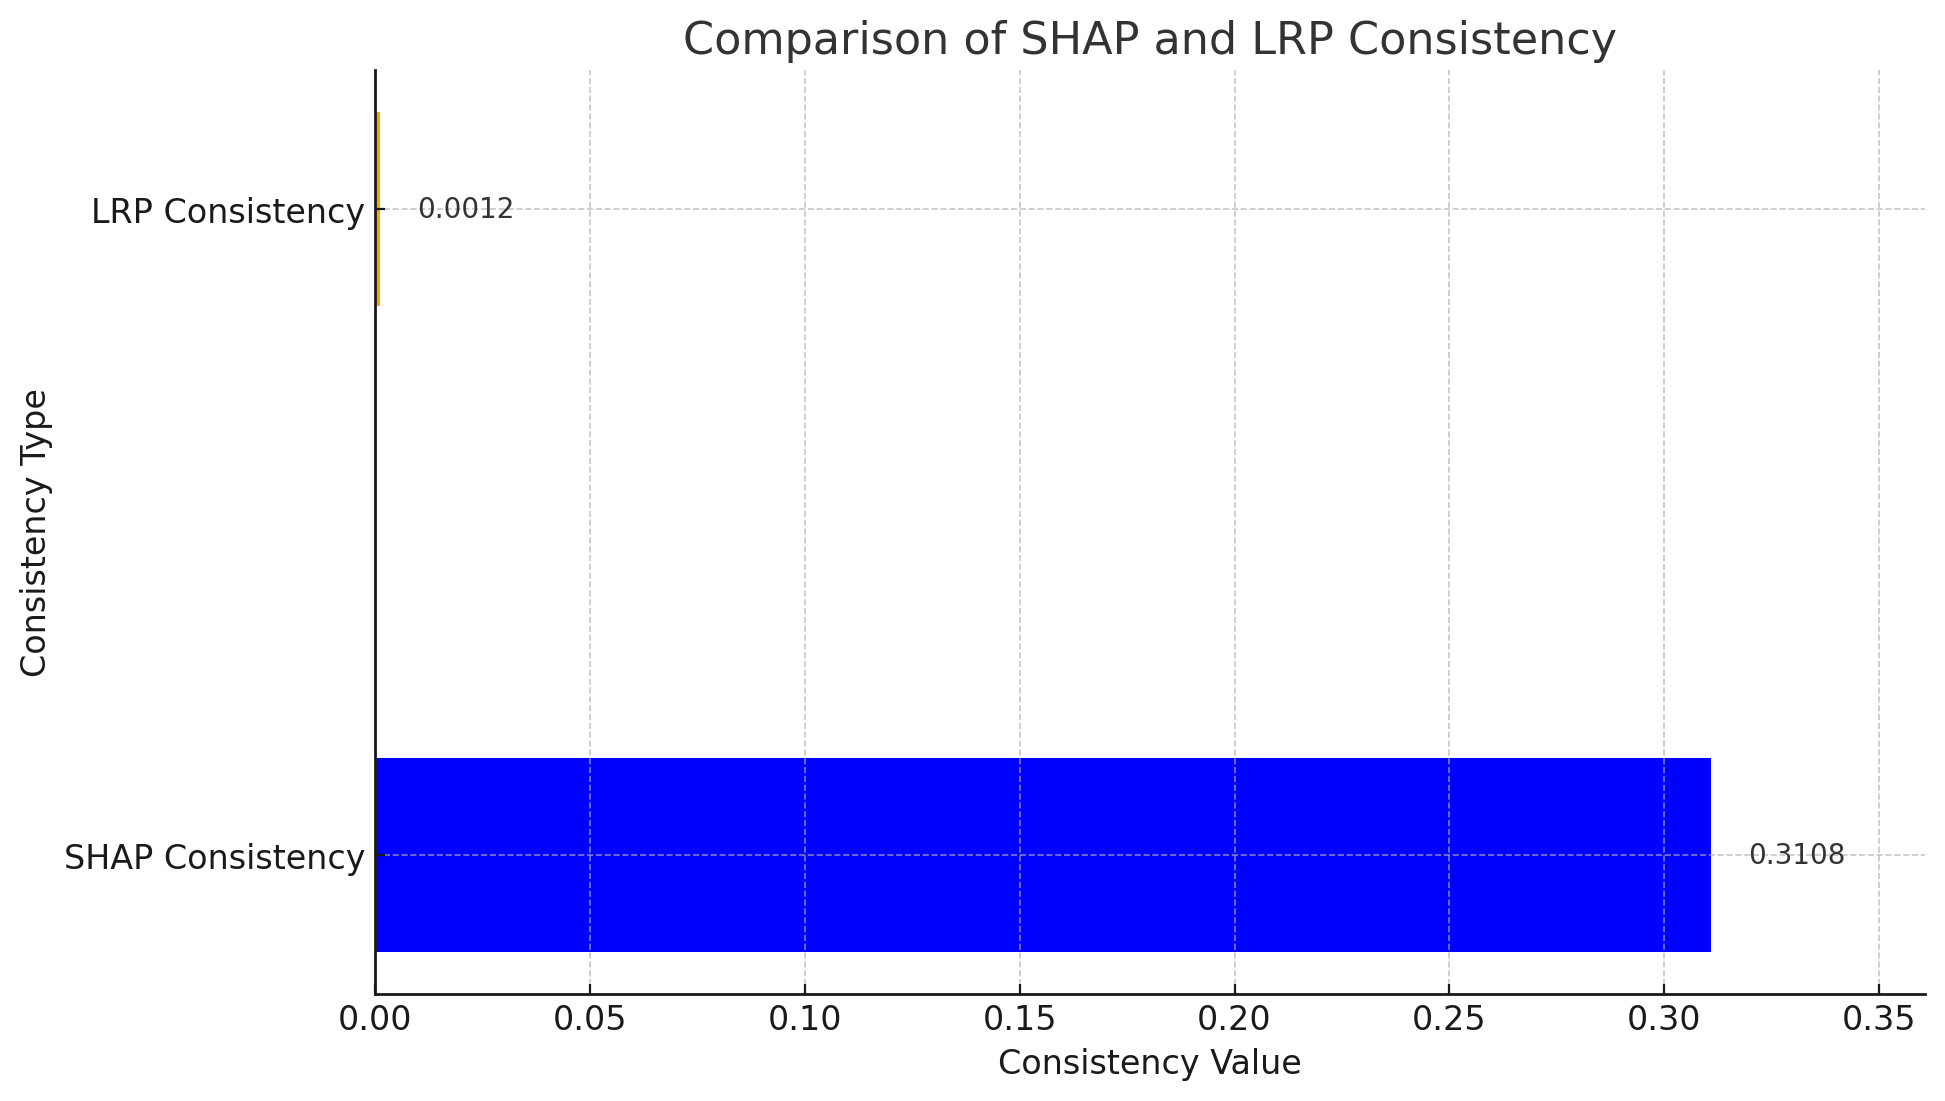 Comparison of SHAP and LRP Consistency
Consistency Type
LRP Consistency
0.0012
SHAP Consistency
0.3108
0.00 0.05 0.10 0.15 0.20 0.25 0.30 0.35
Consistency Value